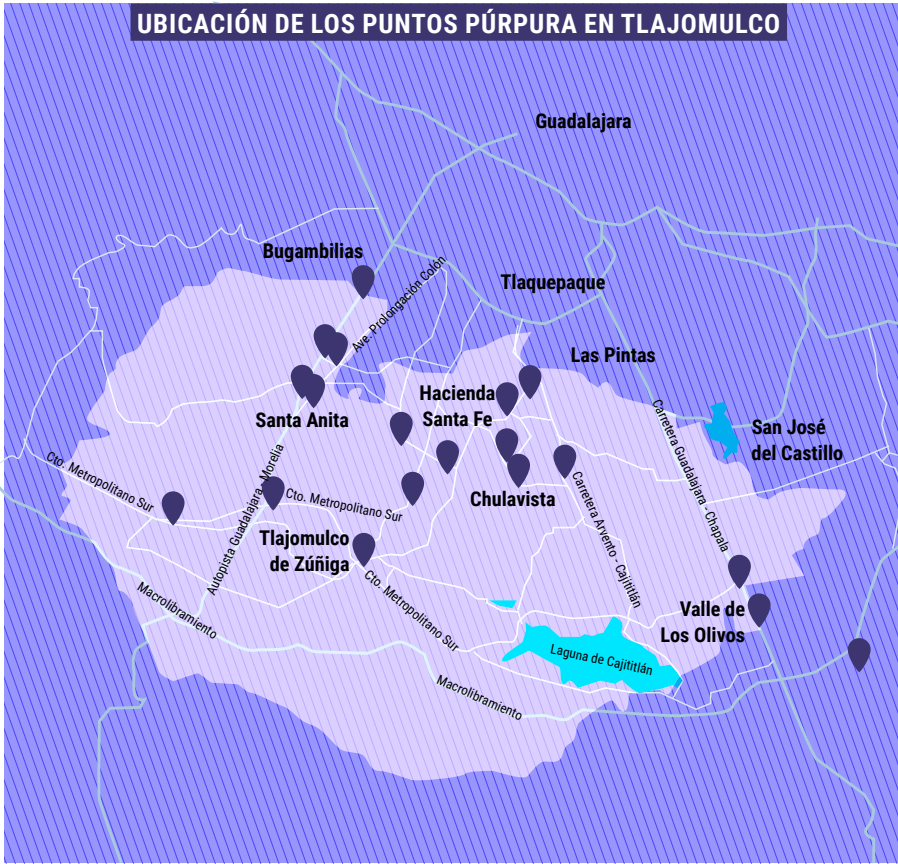 UBICACIÓN DE LOS PUNTOS PÚRPURA EN TLAJOMULCO
Guadalajara
Bugambilias
Ave. Prolongación Colón
Tlaquepaque
Las Pintas
Hacienda
Santa Fe
Santa Anita
Carretera Guadalajara - Chapala
San José
del Castillo
Cto. Metropolitano Sur
Autopista Guadalajara - Morelia
Cto. Metropolitano Sur
Chulavista
Carretera Arvento - Cajititlán
Tlajomulco
de Zúñiga
Cto. Metropolitano Sur
Macrolibramiento
Valle de
Los Olivos
Laguna de Cajititlán
Macrolibramiento